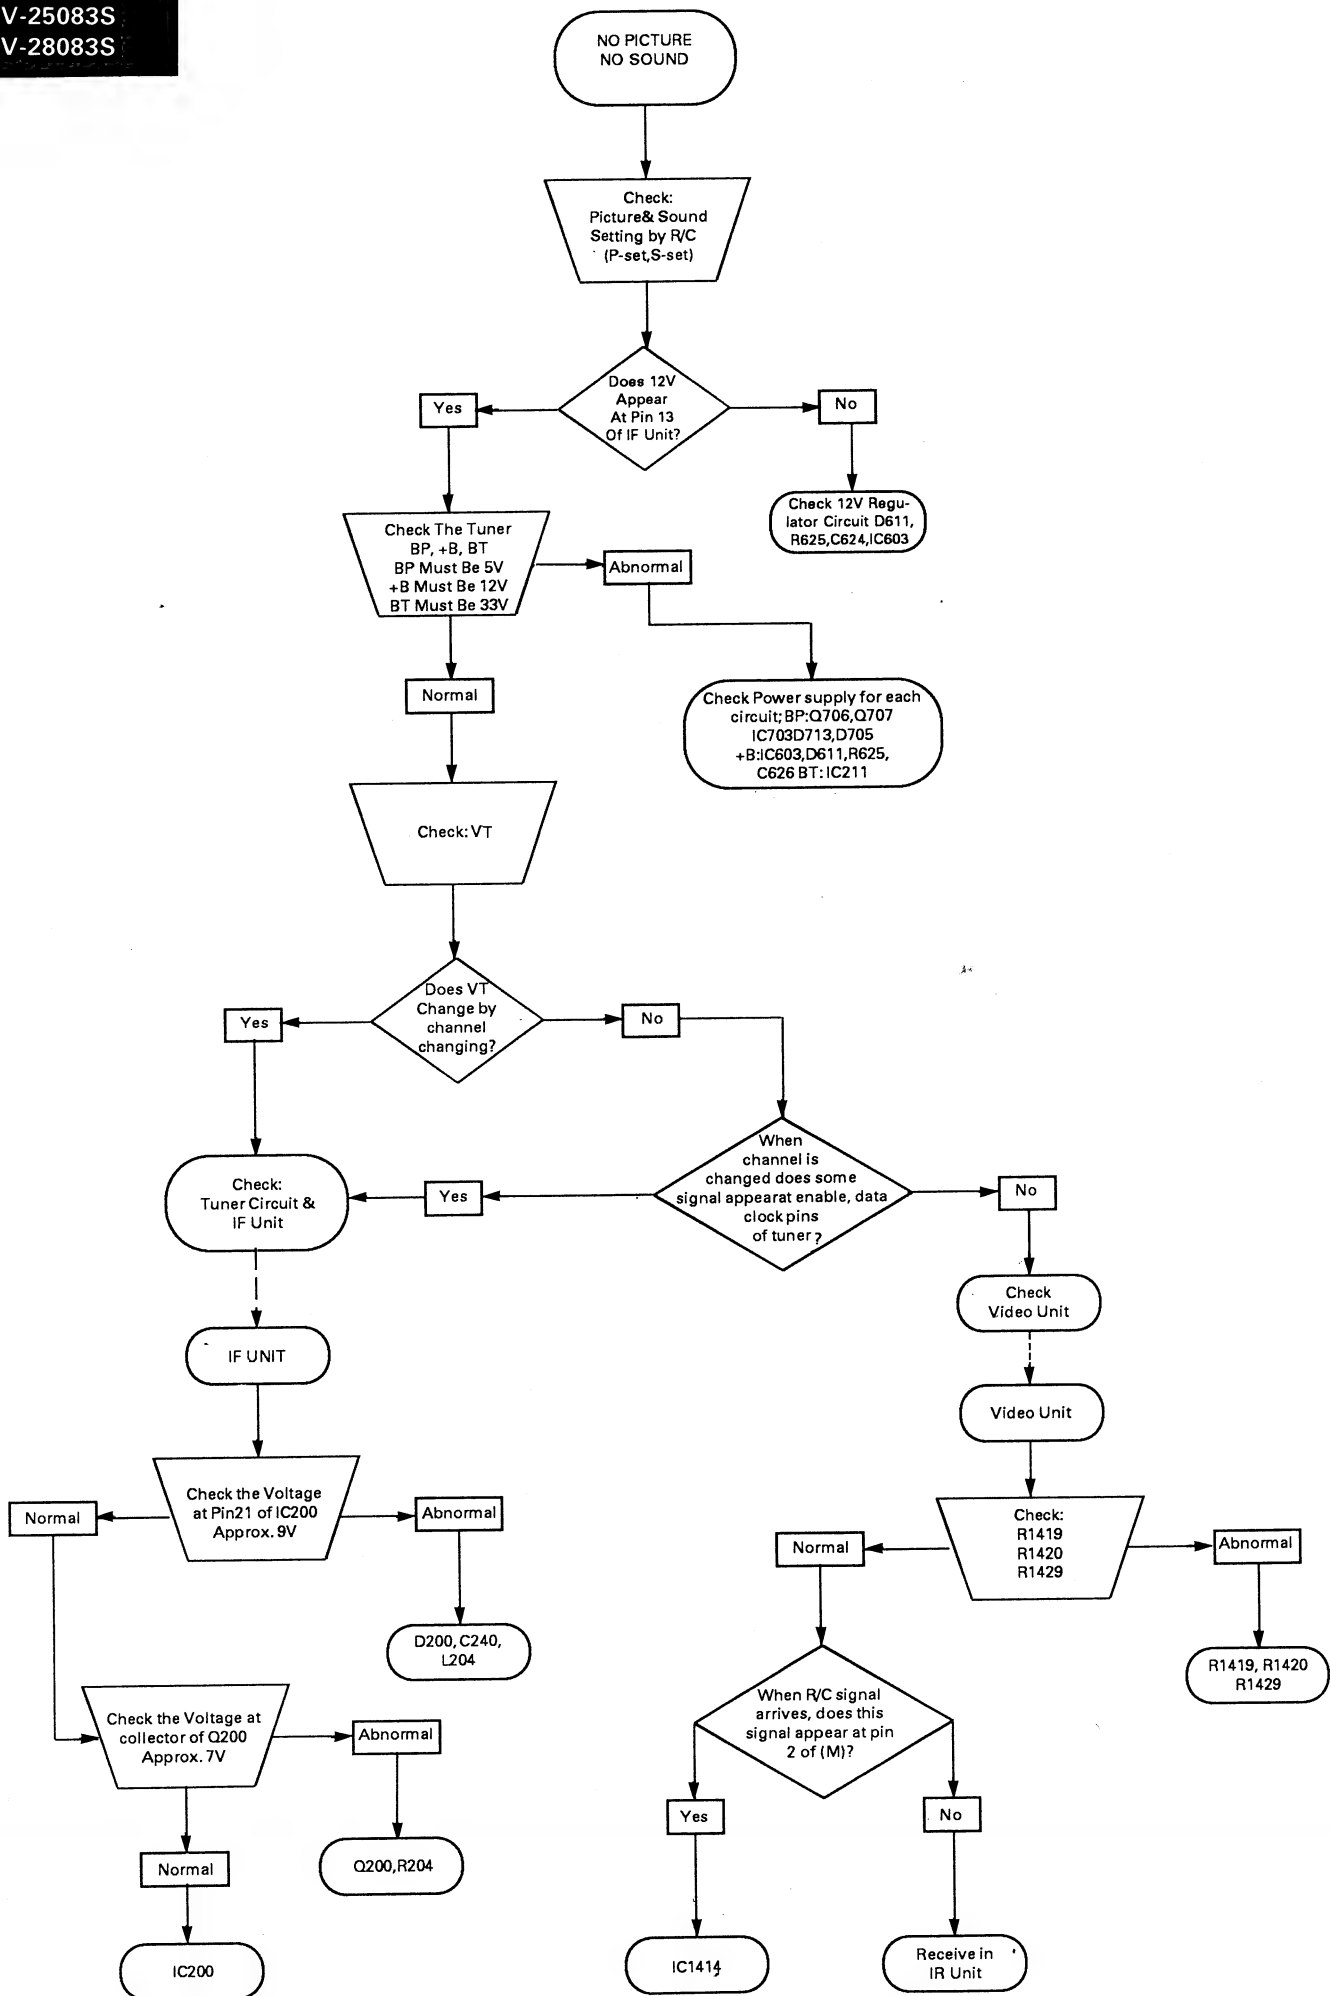 V-25083S
V-28083S
NO PICTURE
NO SOUND
Check:
Picture& Sound
Setting by R/C
(P-set,S-set)
Does 12V
Appear
At Pin 13
Of IF Unit?
Yes
No
Check 12V Regu-
lator Circuit D611,
R625,C624,IC603
Check The Tuner
BP, +B, BT
BP Must Be 5V
+B Must Be 12V
BT Must Be 33V
Abnormal
Normal
Check Power supply for each
circuit; BP:Q706,Q707
IC703D713,D705
+B:IC603,D611,R625,
C626 BT: IC211
Check: VT
Does VT
Change by
channel
changing?
Yes
No
When
channel is
changed does some
signal appearat enable, data
clock pins
of tuner?
Yes
No
Check:
Tuner Circuit &
IF Unit
Check
Video Unit
IF UNIT
Video Unit
Check the Voltage
at Pin21 of IC200
Approx. 9V
Normal
Abnormal
D200, C240,
L204
Check:
R1419
R1420
R1429
Normal
Abnormal
R1419, R1420
R1429
Check the Voltage at
collector of Q200
Approx. 7V
Abnormal
Q200,R204
Normal
IC200
When R/C signal
arrives, does this
signal appear at pin
2 of (M)?
Yes
No
IC1414
Receive in
IR Unit